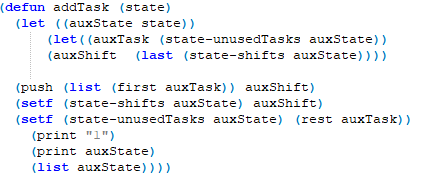 (defun addTask (state)
(let ((auxState state))
(let((auxTask (state-unusedTasks auxState))
(auxShift (last (state-shifts auxState))))
(push (list (first auxTask)) auxShift)
(setf (state-shifts auxState) auxShift)
(setf (state-unusedTasks auxState) (rest auxTask))
(print "1")
(print auxState)
(list auxState))))